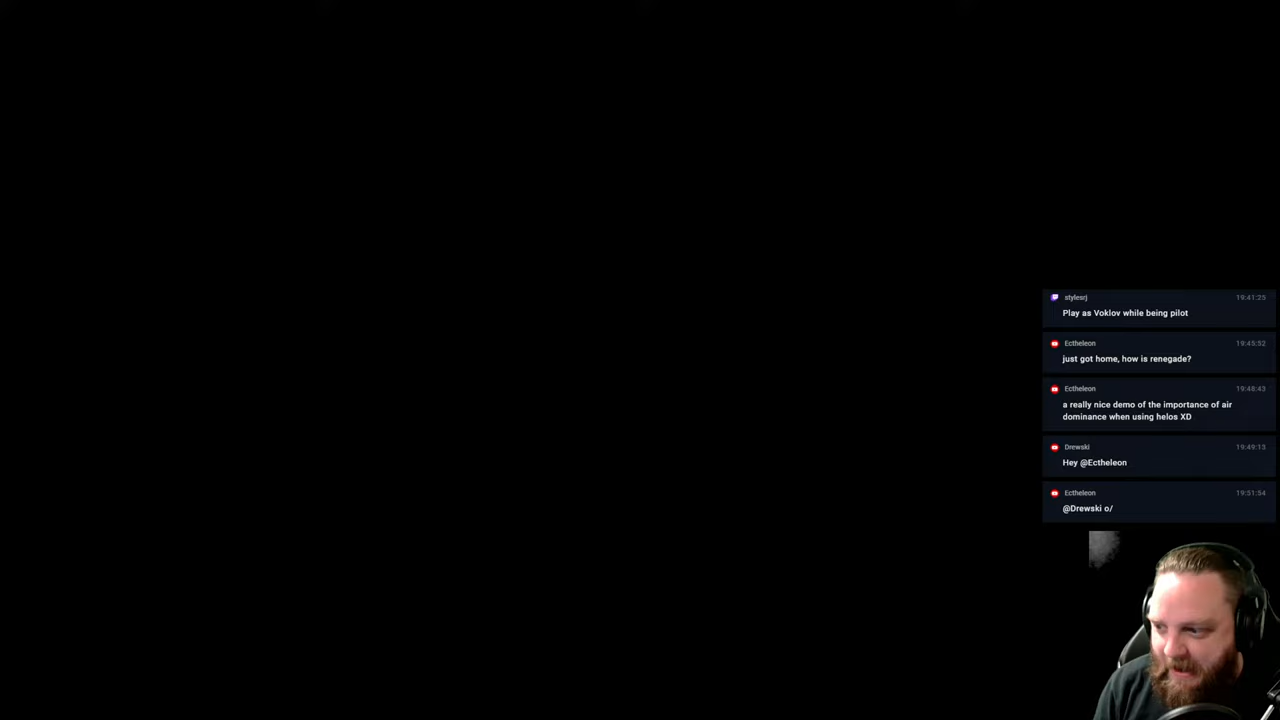 stylesrj 19:41:25
Play as Voklov while being pilot
Ectheleon 19:45:52
just got home, how is renegade?
Ectheleon 19:48:43
a really nice demo of the importance of air
dominance when using helos XD
Drewski 19:49:13
Hey @Ectheleon
Ectheleon 19:51:54
@Drewski o/